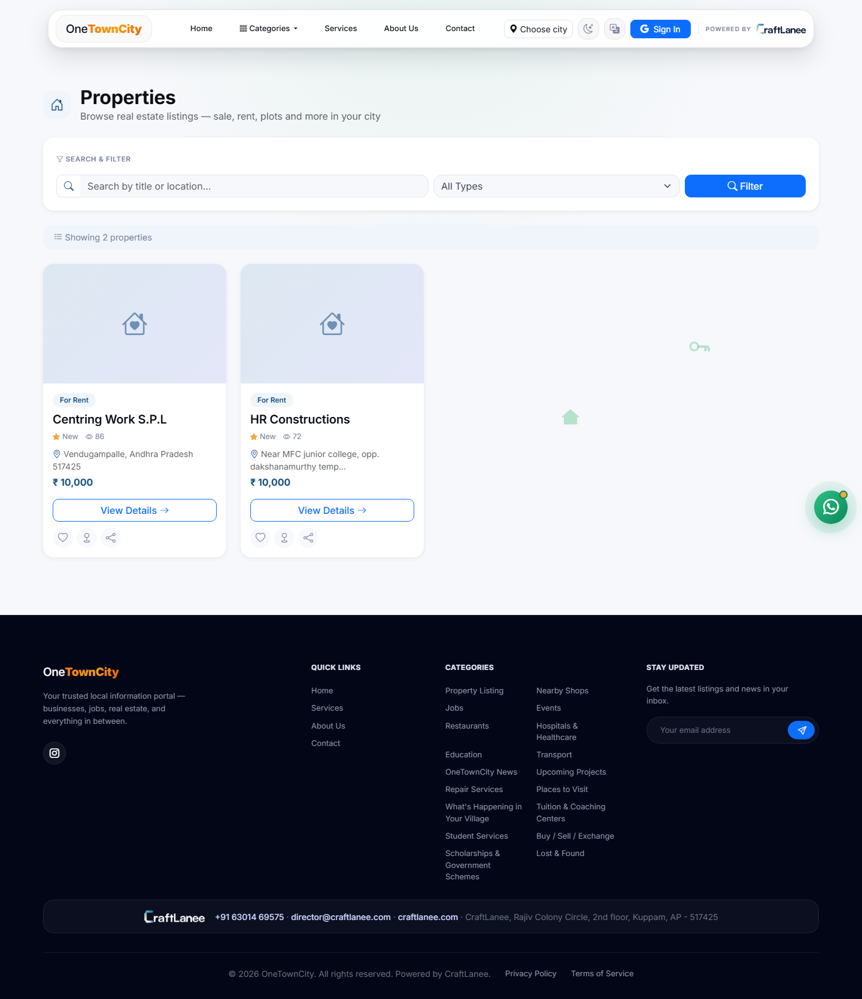 OneTownCity
Home
Categories
Services
About Us
Contact
Choose city
Sign In
POWERED BY
CraftLanee
Properties
Browse real estate listings — sale, rent, plots and more in your city
SEARCH & FILTER
Search by title or location...
All Types
Filter
Showing 2 properties
For Rent
Centring Work S.P.L
New 86
Vendugampalle, Andhra Pradesh
517425
₹ 10,000
View Details
For Rent
HR Constructions
New 72
Near MFC junior college, opp.
dakshanamurthy temp...
₹ 10,000
View Details
OneTownCity
Your trusted local information portal —
businesses, jobs, real estate, and
everything in between.
QUICK LINKS
Home
Services
About Us
Contact
CATEGORIES
Property Listing
Nearby Shops
Jobs
Events
Restaurants
Hospitals &
Healthcare
Education
Transport
OneTownCity News
Upcoming Projects
Repair Services
Places to Visit
What's Happening in
Your Village
Tuition & Coaching
Centers
Student Services
Buy / Sell / Exchange
Scholarships &
Government
Schemes
Lost & Found
STAY UPDATED
Get the latest listings and news in your
inbox.
Your email address
CraftLanee +91 63014 69575 · director@craftlanee.com · craftlanee.com · CraftLanee, Rajiv Colony Circle, 2nd floor, Kuppam, AP - 517425
© 2026 OneTownCity. All rights reserved. Powered by CraftLanee. Privacy Policy Terms of Service